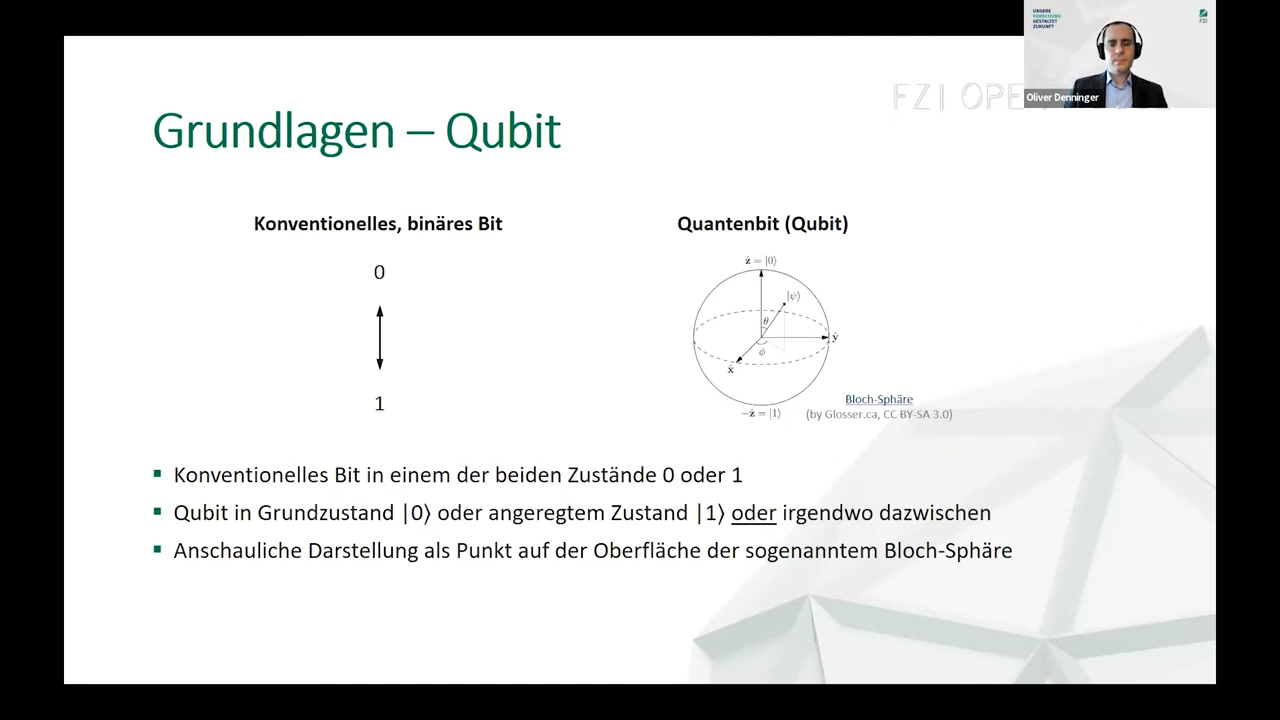 UNSERE
FORSCHUNG
GESTALTET
ZUKUNFT
FZI
Oliver Denninger
FZI OPE
Grundlagen – Qubit
Konventionelles, binäres Bit
0
1
Quantenbit (Qubit)
ẑ = |0⟩
|ψ⟩
θ
ŷ
ϕ
x̂
−ẑ = |1⟩
Bloch-Sphäre
(by Glosser.ca, CC BY-SA 3.0)
▪ Konventionelles Bit in einem der beiden Zustände 0 oder 1
▪ Qubit in Grundzustand |0⟩ oder angeregtem Zustand |1⟩ oder irgendwo dazwischen
▪ Anschauliche Darstellung als Punkt auf der Oberfläche der sogenanntem Bloch-Sphäre